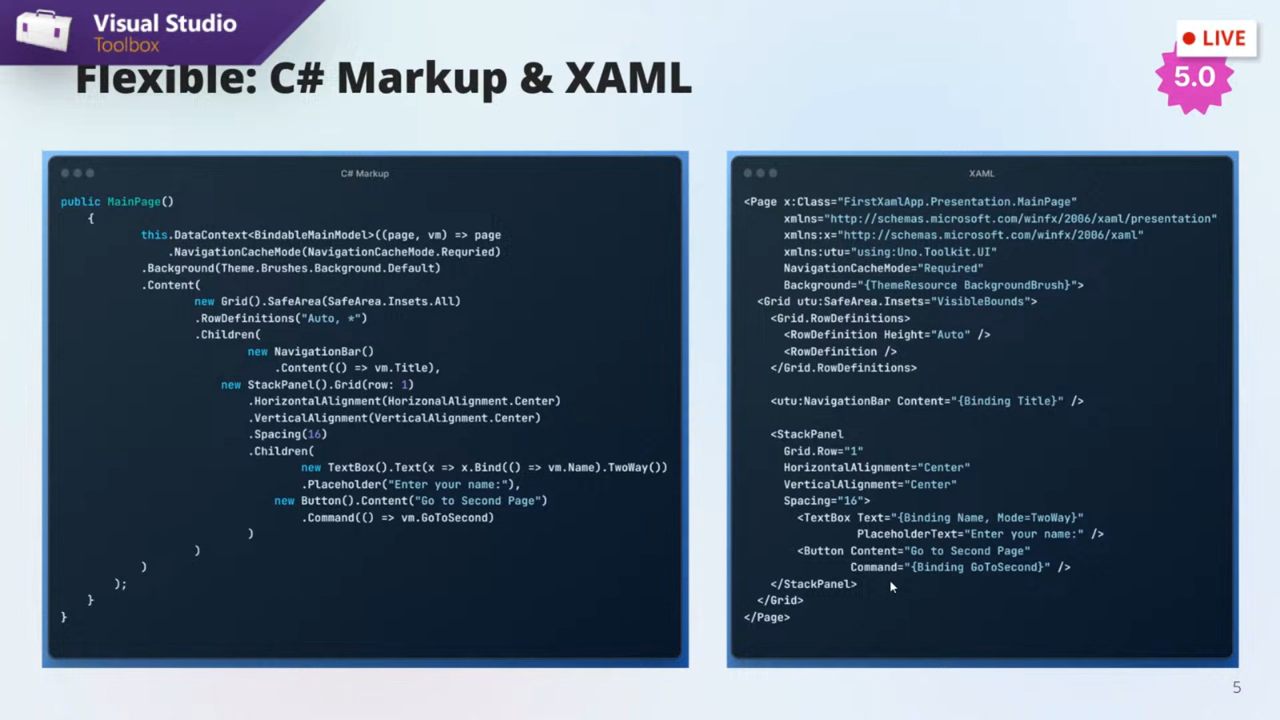 Visual Studio
Toolbox
LIVE
5.0
Flexible: C# Markup & XAML
C# Markup
public MainPage()
{
this.DataContext<BindableMainModel>((page, vm) => page
.NavigationCacheMode(NavigationCacheMode.Requried)
.Background(Theme.Brushes.Background.Default)
.Content(
new Grid().SafeArea(SafeArea.Insets.All)
.RowDefinitions("Auto, *")
.Children(
new NavigationBar()
.Content(() => vm.Title),
new StackPanel().Grid(row: 1)
.HorizontalAlignment(HorizonalAlignment.Center)
.VerticalAlignment(VerticalAlignment.Center)
.Spacing(16)
.Children(
new TextBox().Text(x => x.Bind(() => vm.Name).TwoWay())
.Placeholder("Enter your name:"),
new Button().Content("Go to Second Page")
.Command(() => vm.GoToSecond)
)
)
)
);
}
}
XAML
<Page x:Class="FirstXamlApp.Presentation.MainPage"
xmlns="http://schemas.microsoft.com/winfx/2006/xaml/presentation"
xmlns:x="http://schemas.microsoft.com/winfx/2006/xaml"
xmlns:utu="using:Uno.Toolkit.UI"
NavigationCacheMode="Required"
Background="{ThemeResource BackgroundBrush}">
<Grid utu:SafeArea.Insets="VisibleBounds">
<Grid.RowDefinitions>
<RowDefinition Height="Auto" />
<RowDefinition />
</Grid.RowDefinitions>
<utu:NavigationBar Content="{Binding Title}" />
<StackPanel
Grid.Row="1"
HorizontalAlignment="Center"
VerticalAlignment="Center"
Spacing="16">
<TextBox Text="{Binding Name, Mode=TwoWay}"
PlaceholderText="Enter your name:" />
<Button Content="Go to Second Page"
Command="{Binding GoToSecond}" />
</StackPanel>
</Grid>
</Page>
5